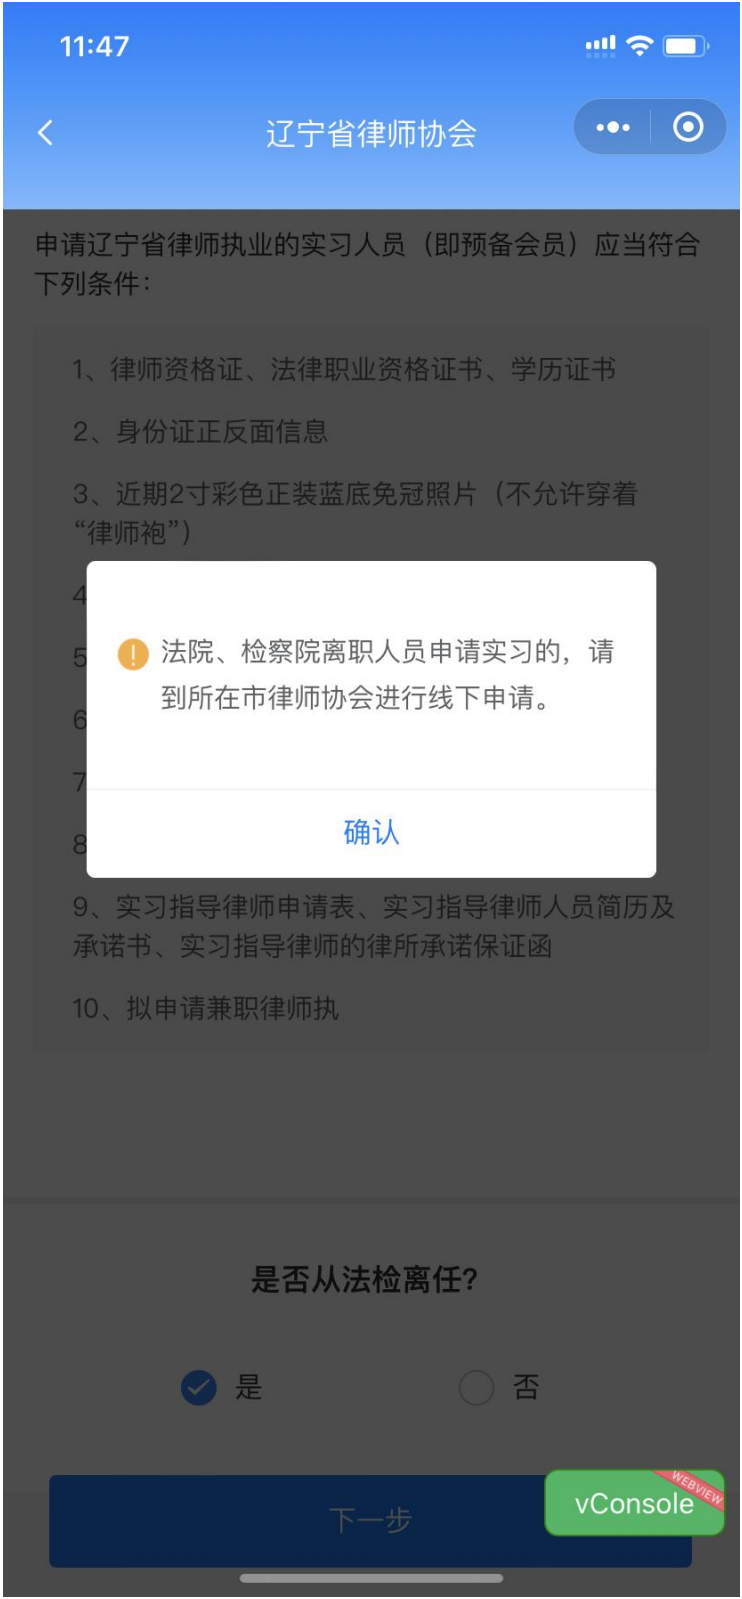 11:47
辽宁省律师协会
申请辽宁省律师执业的实习人员（即预备会员）应当符合
下列条件：
1、律师资格证、法律职业资格证书、学历证书
2、身份证正反面信息
3、近期2寸彩色正装蓝底免冠照片（不允许穿着
“律师袍”）
4
5
6
7
8
法院、检察院离职人员申请实习的，请
到所在市律师协会进行线下申请。
确认
9、实习指导律师申请表、实习指导律师人员简历及
承诺书、实习指导律师的律所承诺保证函
10、拟申请兼职律师执
是否从法检离任?
是
否
下一步
vConsole
WEBVIEW